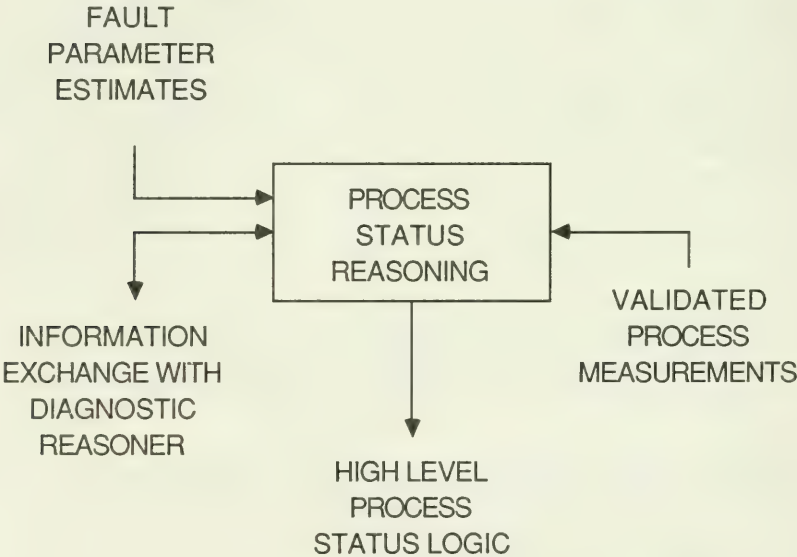 FAULT
PARAMETER
ESTIMATES
PROCESS
STATUS
REASONING
INFORMATION
EXCHANGE WITH
DIAGNOSTIC
REASONER
VALIDATED
PROCESS
MEASUREMENTS
HIGH LEVEL
PROCESS
STATUS LOGIC